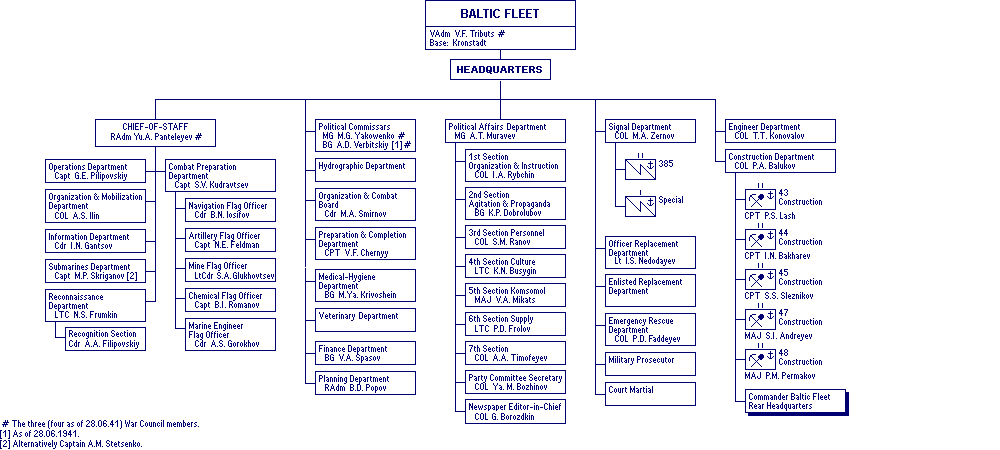 BALTIC FLEET
VAdm V.F. Tributs #
Base: Kronstadt
HEADQUARTERS
CHIEF-OF-STAFF
RAdm Yu.A. Panteleyev #
Operations Department
Capt G.E. Pilipovskiy
Organization & Mobilization
Department
COL A.S. Ilin
Information Department
Cdr I.N. Gantsov
Submarines Department
Capt M.P. Skriganov [2]
Reconnaissance
Department
LTC N.S. Frumkin
Recognition Section
Cdr A.A. Filipovskiy
Combat Preparation
Department
Capt S.V. Kudravtsev
Navigation Flag Officer
Cdr B.N. Iosifov
Artillery Flag Officer
Capt N.E. Feldman
Mine Flag Officer
LtCdr S.A. Glukhovtsev
Chemical Flag Officer
Capt B.I. Romanov
Marine Engineer
Flag Officer
Cdr A.S. Gorokhov
Political Commissars
MG M.G. Yakowenko #
BG A.D. Verbitskiy [1] #
Hydrographic Department
Organization & Combat
Board
Cdr M.A. Smirnov
Preparation & Completion
Department
CPT V.F. Chernyy
Medical-Hygiene
Department
BG M.Ya. Krivoshein
Veterinary Department
Finance Department
BG V.A. Spasov
Planning Department
RAdm B.D. Popov
Political Affairs Department
MG A.T. Muravev
1st Section
Organization & Instruction
COL I.A. Rybchin
2nd Section
Agitation & Propaganda
BG K.P. Dobrolubov
3rd Section Personnel
COL S.M. Ranov
4th Section Culture
LTC K.N. Busygin
5th Section Komsomol
MAJ V.A. Mikats
6th Section Supply
LTC P.D. Frolov
7th Section
COL A.A. Timofeyev
Party Committee Secretary
COL Ya. M. Bozhinov
Newspaper Editor-in-Chief
COL G. Borozdkin
Signal Department
COL M.A. Zernov
385
Special
Officer Replacement
Department
Lt I.S. Nedodayev
Enlisted Replacement
Department
Emergency Rescue
Department
COL P.D. Faddeyev
Military Prosecutor
Court Martial
Engineer Department
COL T.T. Konovalov
Construction Department
COL P.A. Balukov
43
Construction
CPT P.S. Lash
44
Construction
CPT I.N. Bakharev
45
Construction
CPT S.S. Sleznikov
47
Construction
MAJ S.I. Andreyev
48
Construction
MAJ P.M. Permakov
Commander Baltic Fleet
Rear Headquarters
# The three (four as of 28.06.41) War Council members.
[1] As of 28.06.1941.
[2] Alternatively Captain A.M. Stetsenko.